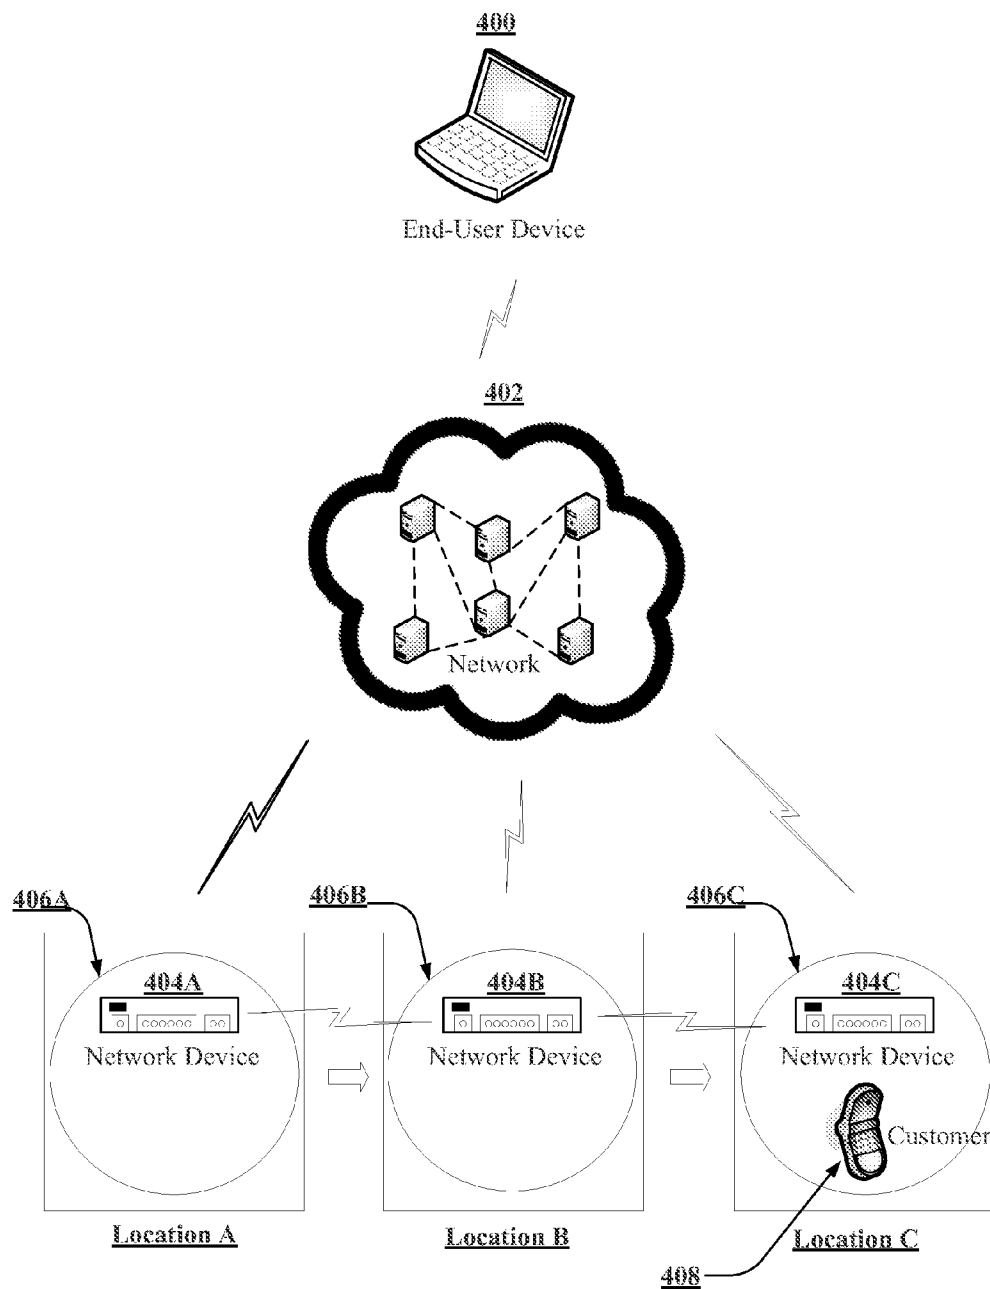 400
End-User Device
402
Network
406A
406B
406C
404A
404B
404C
Network Device
Network Device
Network Device
Customer
Location A
Location B
Location C
408